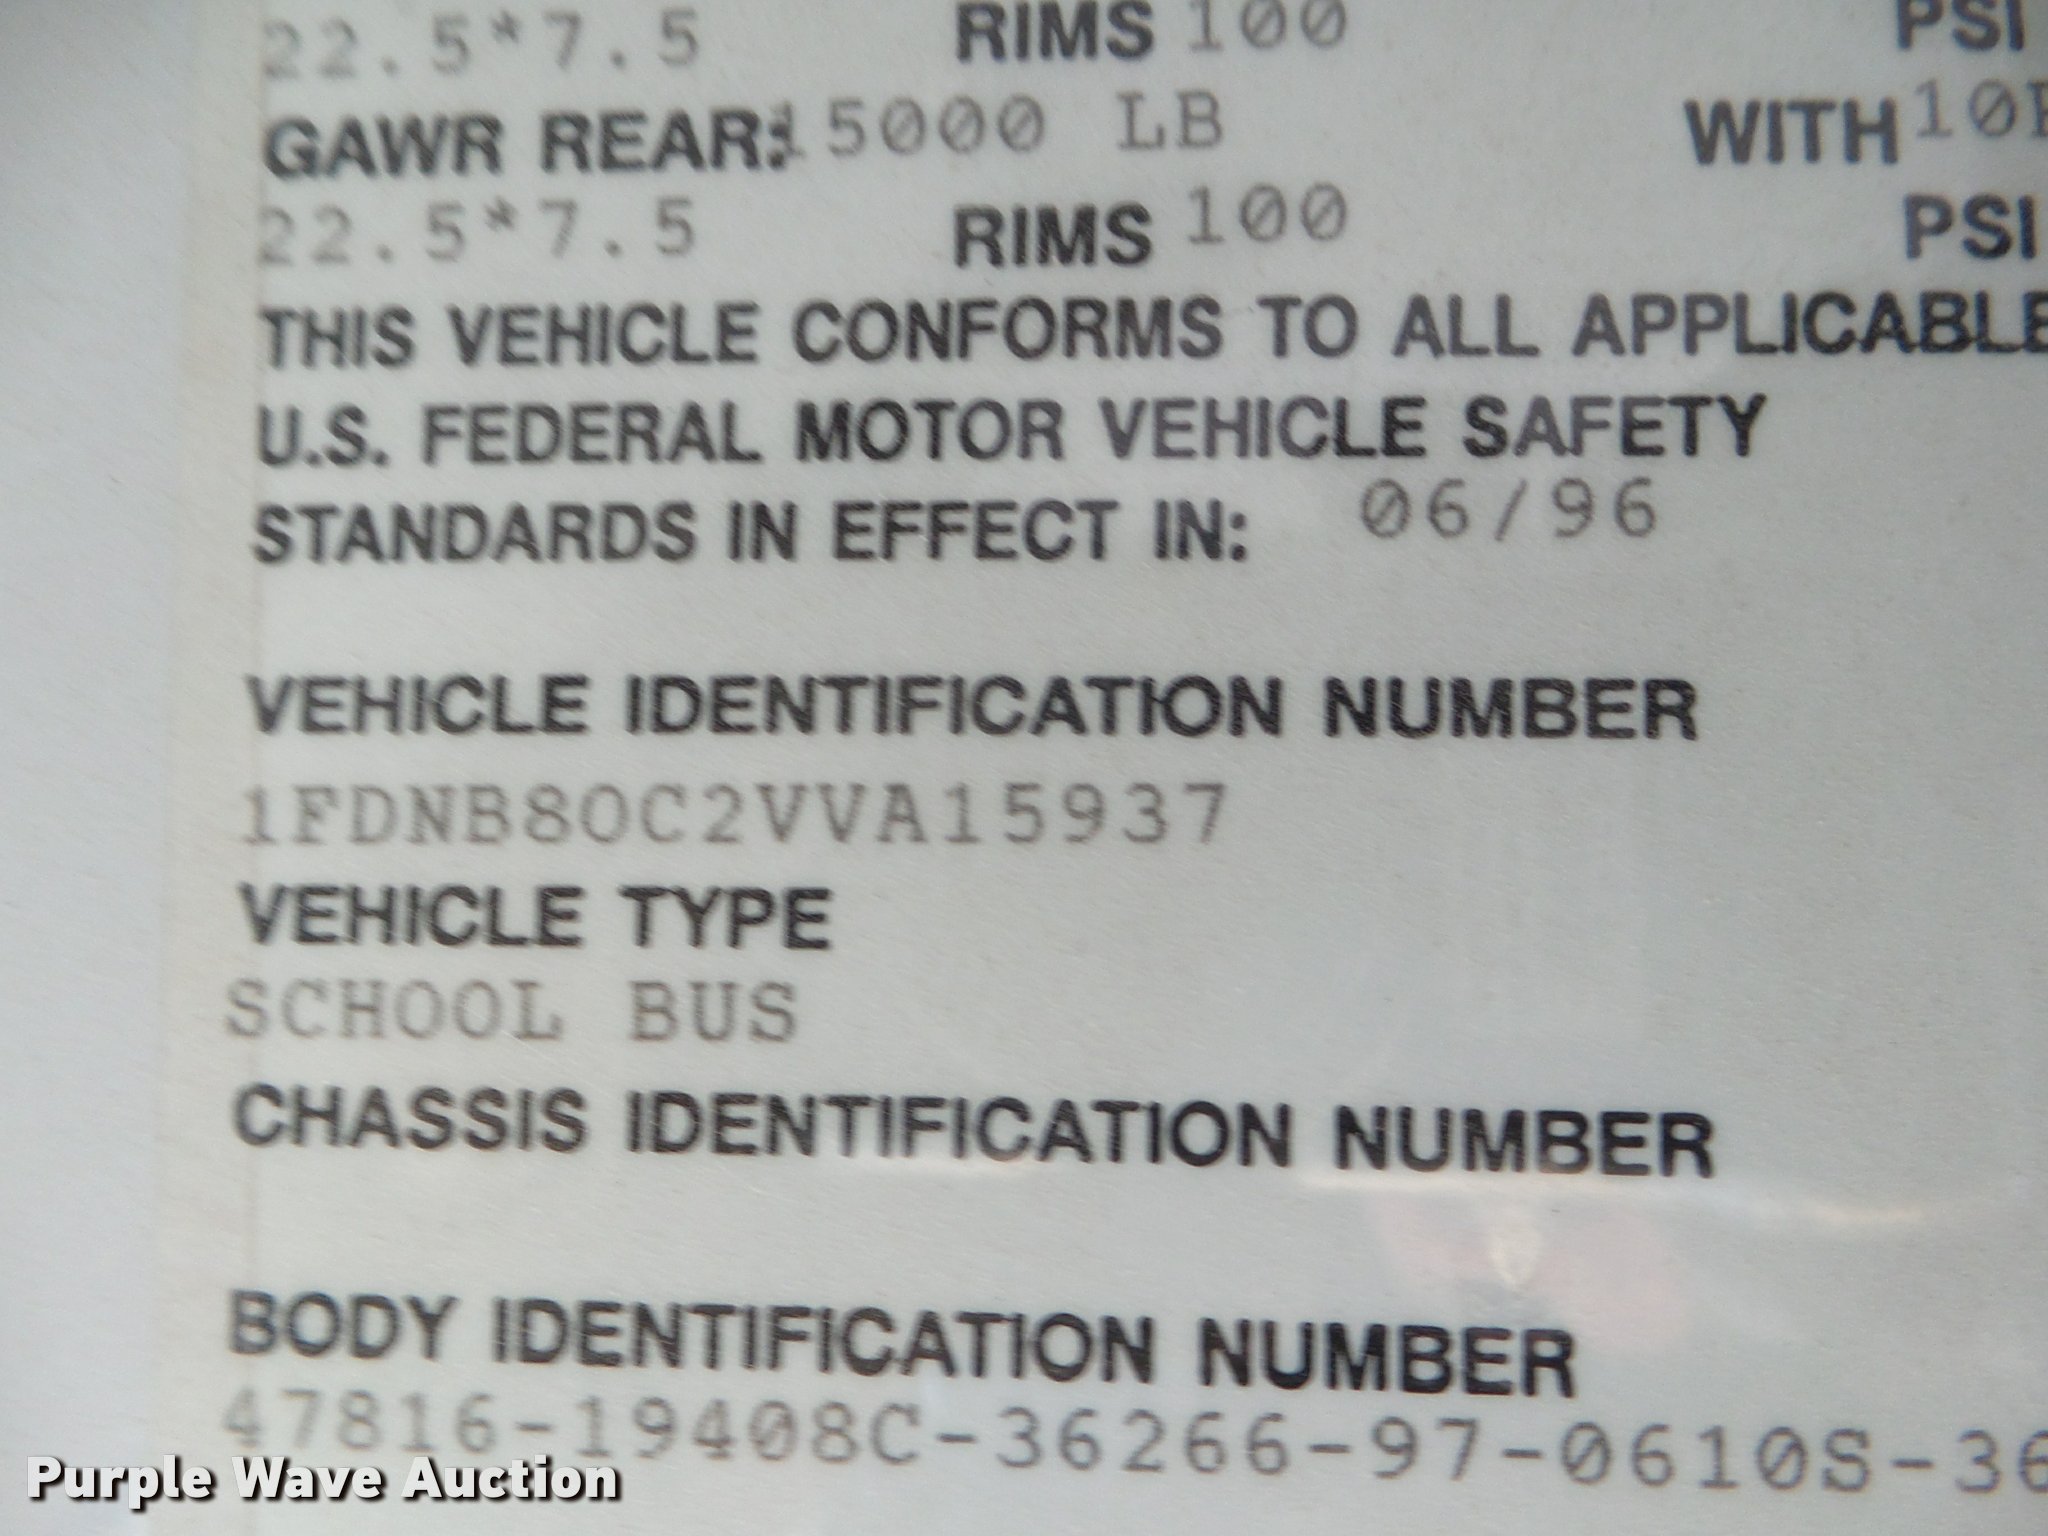 22.5*7.5 RIMS 100 PSI
GAWR REAR: 15000 LB WITH 10R
22.5*7.5 RIMS 100 PSI
THIS VEHICLE CONFORMS TO ALL APPLICABLE
U.S. FEDERAL MOTOR VEHICLE SAFETY
STANDARDS IN EFFECT IN: 06/96
VEHICLE IDENTIFICATION NUMBER
1FDNB80C2VVA15937
VEHICLE TYPE
SCHOOL BUS
CHASSIS IDENTIFICATION NUMBER
BODY IDENTIFICATION NUMBER
47816-19408C-36266-97-0610S-36
Purple Wave Auction